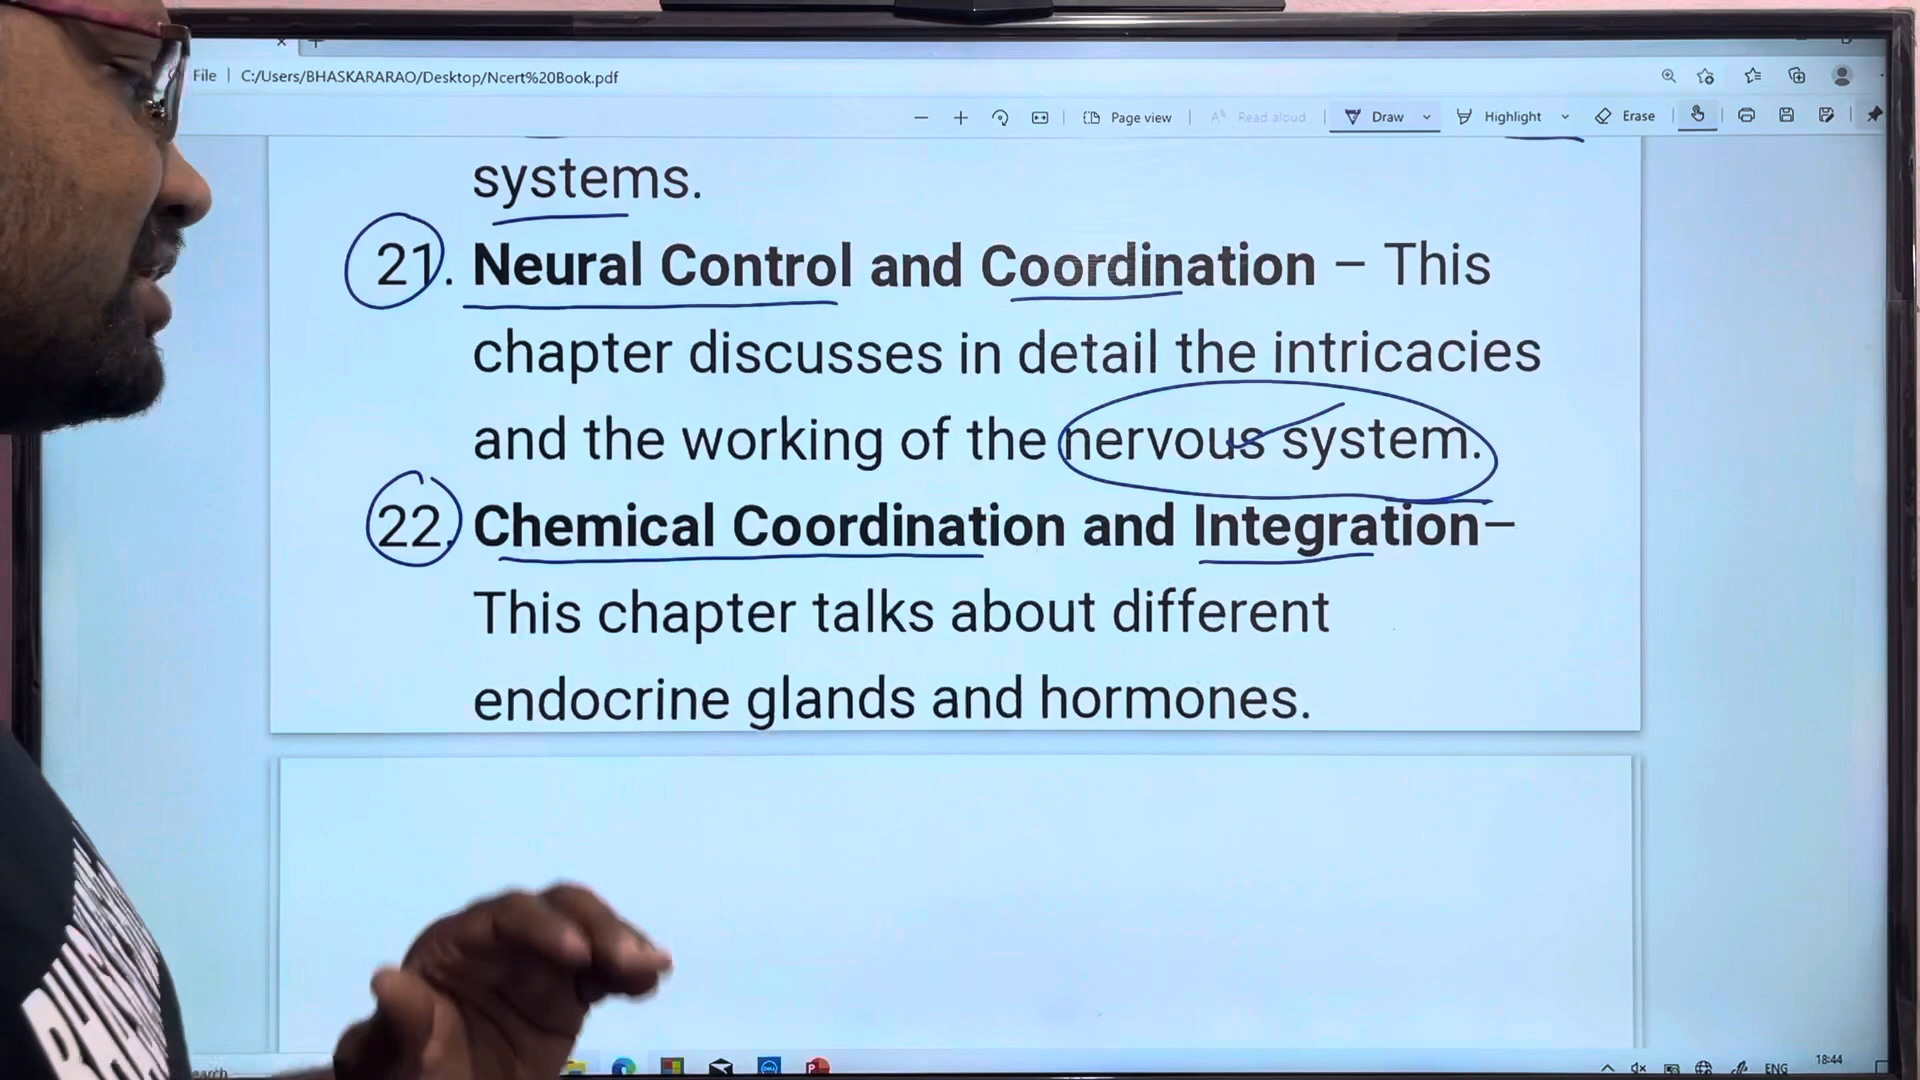 File | C:/Users/BHASKARARAO/Desktop/Ncert%20Book.pdf
Page view
Read aloud
Draw
Highlight
Erase
systems.
21. Neural Control and Coordination – This
chapter discusses in detail the intricacies
and the working of the nervous system.
22. Chemical Coordination and Integration–
This chapter talks about different
endocrine glands and hormones.
ENG
18:44